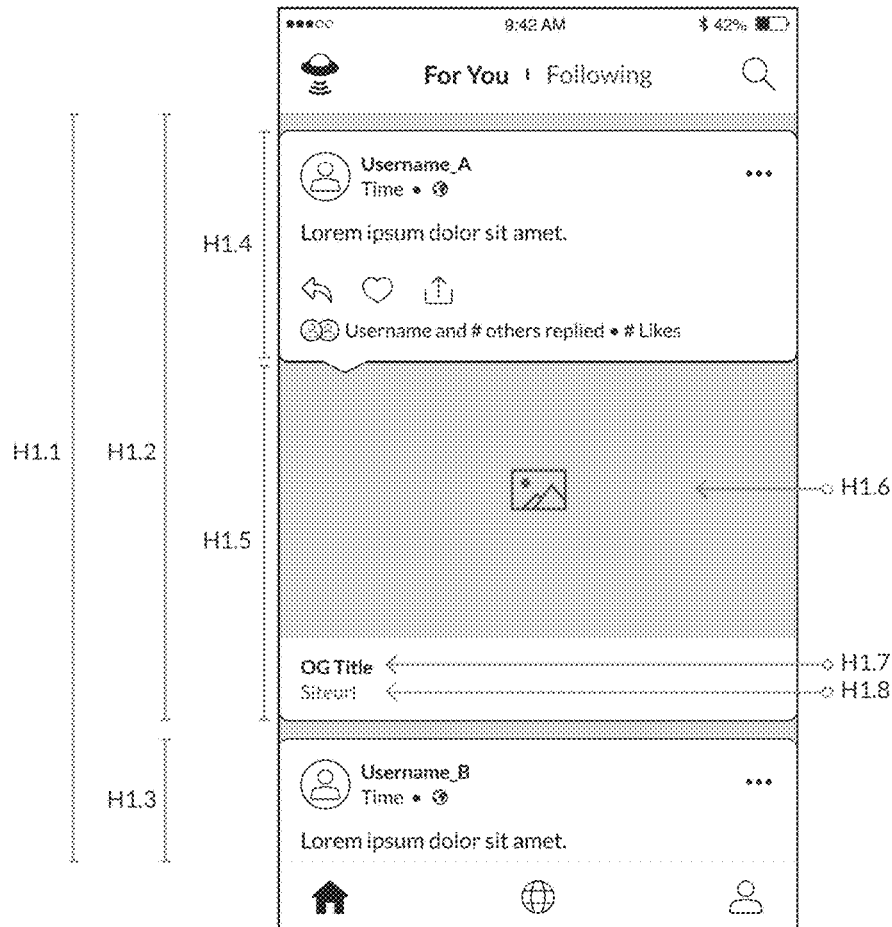 9:42 AM 42%
For You Following
Username_A
Time •
Lorem ipsum dolor sit amet.
H1.4
Username and # others replied • # Likes
H1.1 H1.2
H1.6
H1.5
OG Title H1.7
Siteurl H1.8
Username_B
Time •
H1.3
Lorem ipsum dolor sit amet.